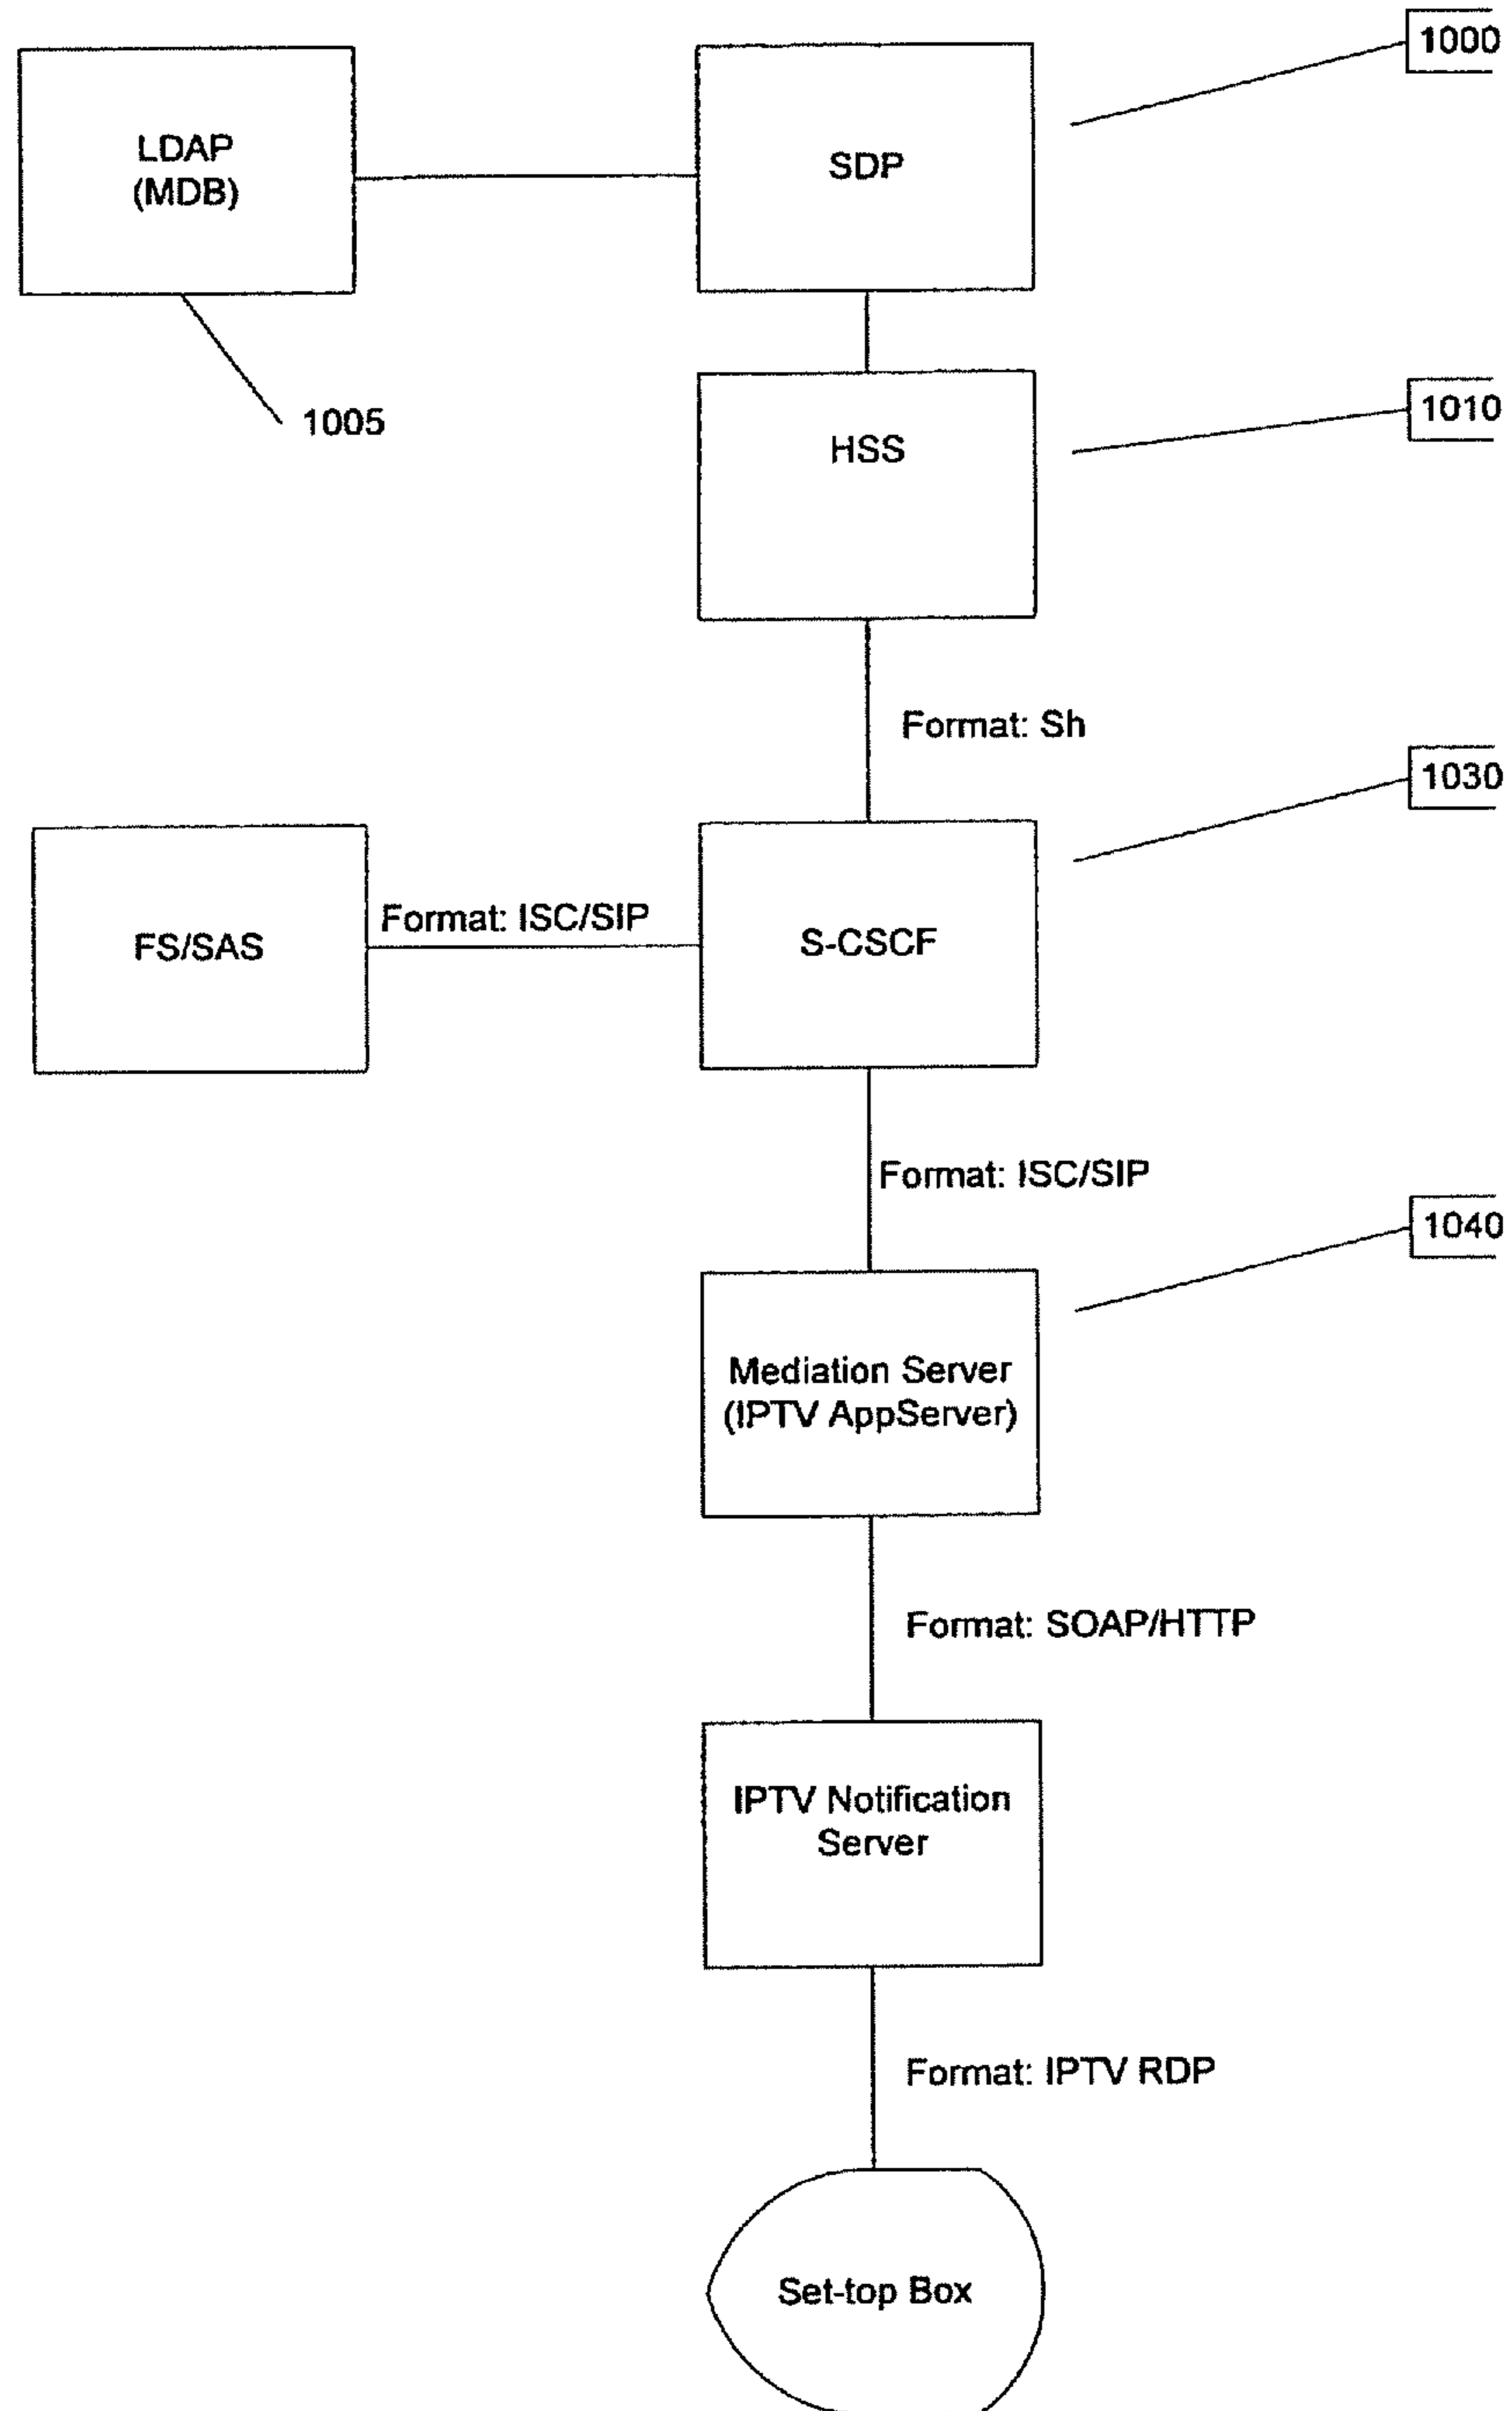 1000
LDAP
(MDB)
SDP
1005
1010
HSS
Format: Sh
1030
FS/SAS
Format: ISC/SIP
S-CSCF
Format: ISC/SIP
1040
Mediation Server
(IPTV AppServer)
Format: SOAP/HTTP
IPTV Notification
Server
Format: IPTV RDP
Set-top Box